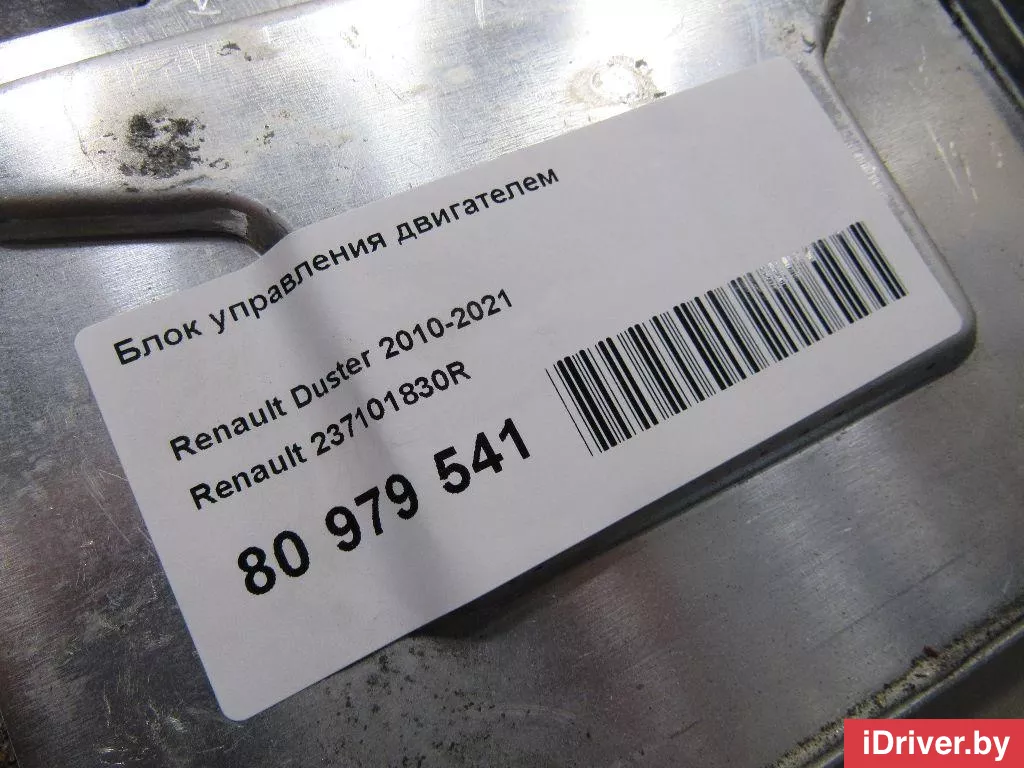 Блок управления двигателем
Renault Duster 2010-2021
Renault 237101830R
80 979 541
iDriver.by